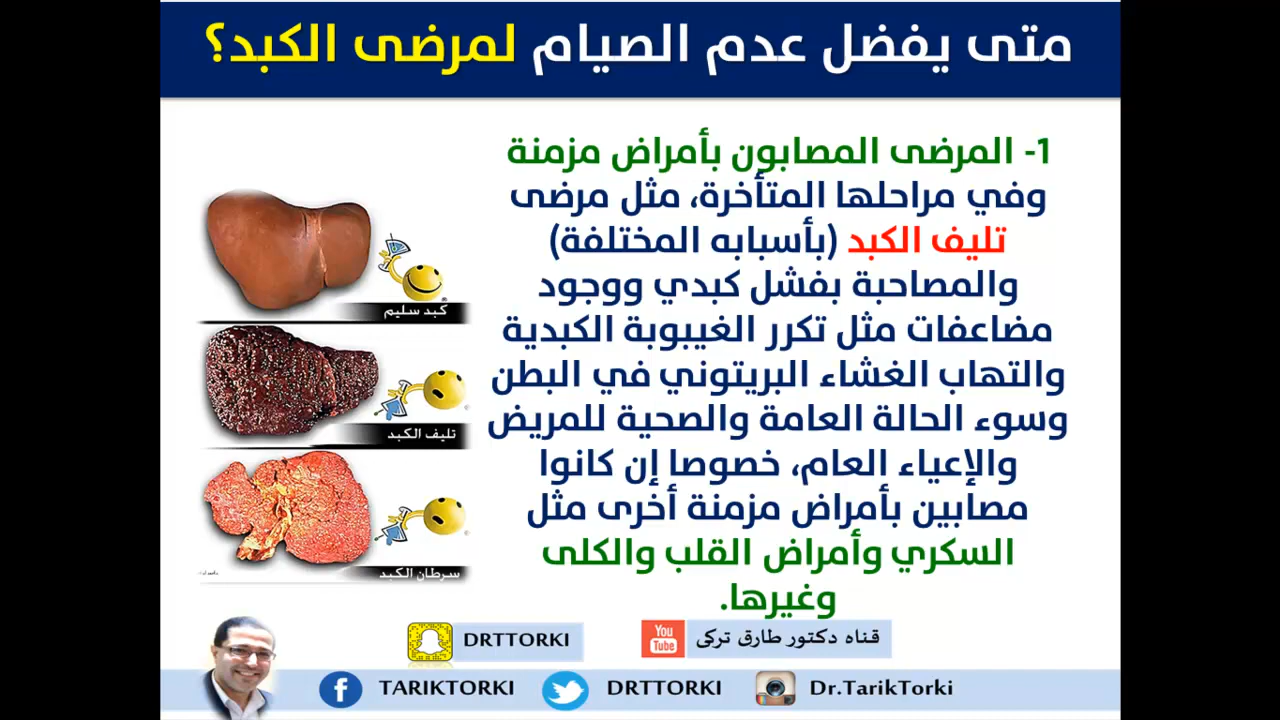 متى يفضل عدم الصيام لمرضى الكبد؟
1- المرضى المصابون بأمراض مزمنة
وفي مراحلها المتأخرة، مثل مرضى
تليف الكبد (بأسبابه المختلفة)
والمصاحبة بفشل كبدي ووجود
مضاعفات مثل تكرر الغيبوبة الكبدية
والتهاب الغشاء البريتوني في البطن
وسوء الحالة العامة والصحية للمريض
والإعياء العام، خصوصا إن كانوا
مصابين بأمراض مزمنة أخرى مثل
السكري وأمراض القلب والكلى
وغيرها.
كبد سليم
تليف الكبد
سرطان الكبد
DRTTORKI
You Tube قناه دكتور طارق تركى
TARIKTORKI DRTTORKI Dr.TarikTorki